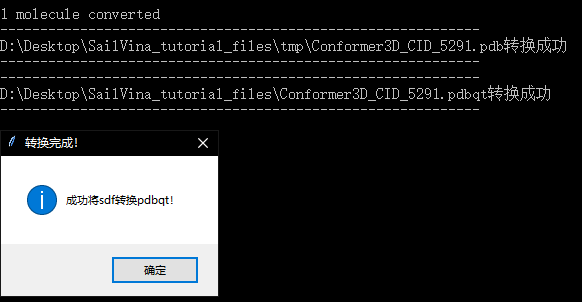 1 molecule converted
------------------------------------------------------------
D:\Desktop\SailVina_tutorial_files\tmp\Conformer3D_CID_5291.pdb转换成功
------------------------------------------------------------
------------------------------------------------------------
D:\Desktop\SailVina_tutorial_files\Conformer3D_CID_5291.pdbqt转换成功
------------------------------------------------------------
转换完成!
成功将sdf转换pdbqt!
确定